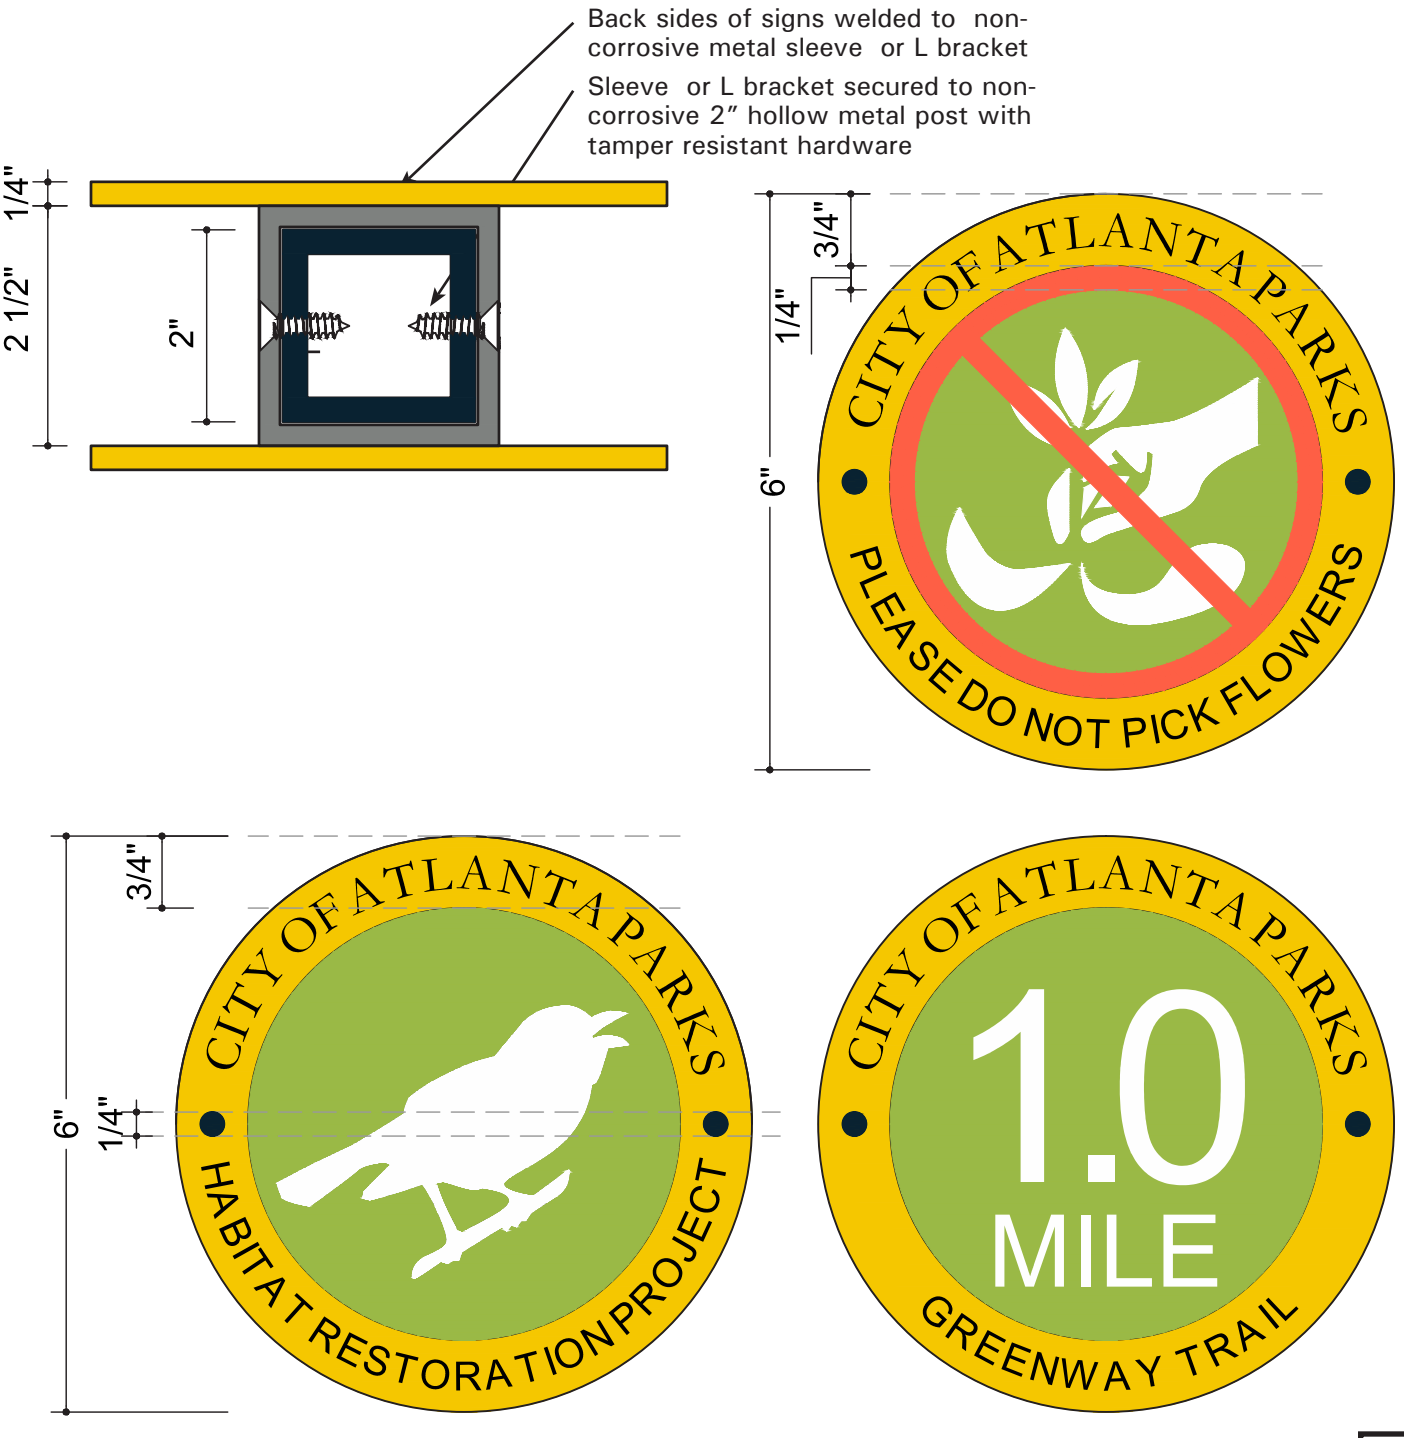 Back sides of signs welded to non-
corrosive metal sleeve or L bracket
Sleeve or L bracket secured to non-
corrosive 2" hollow metal post with
tamper resistant hardware
1/4"
2 1/2"
2"
3/4"
1/4"
6"
CITY OF ATLANTA PARKS
PLEASE DO NOT PICK FLOWERS
3/4"
6"
1/4"
CITY OF ATLANTA PARKS
HABITAT RESTORATION PROJECT
CITY OF ATLANTA PARKS
1.0
MILE
GREENWAY TRAIL